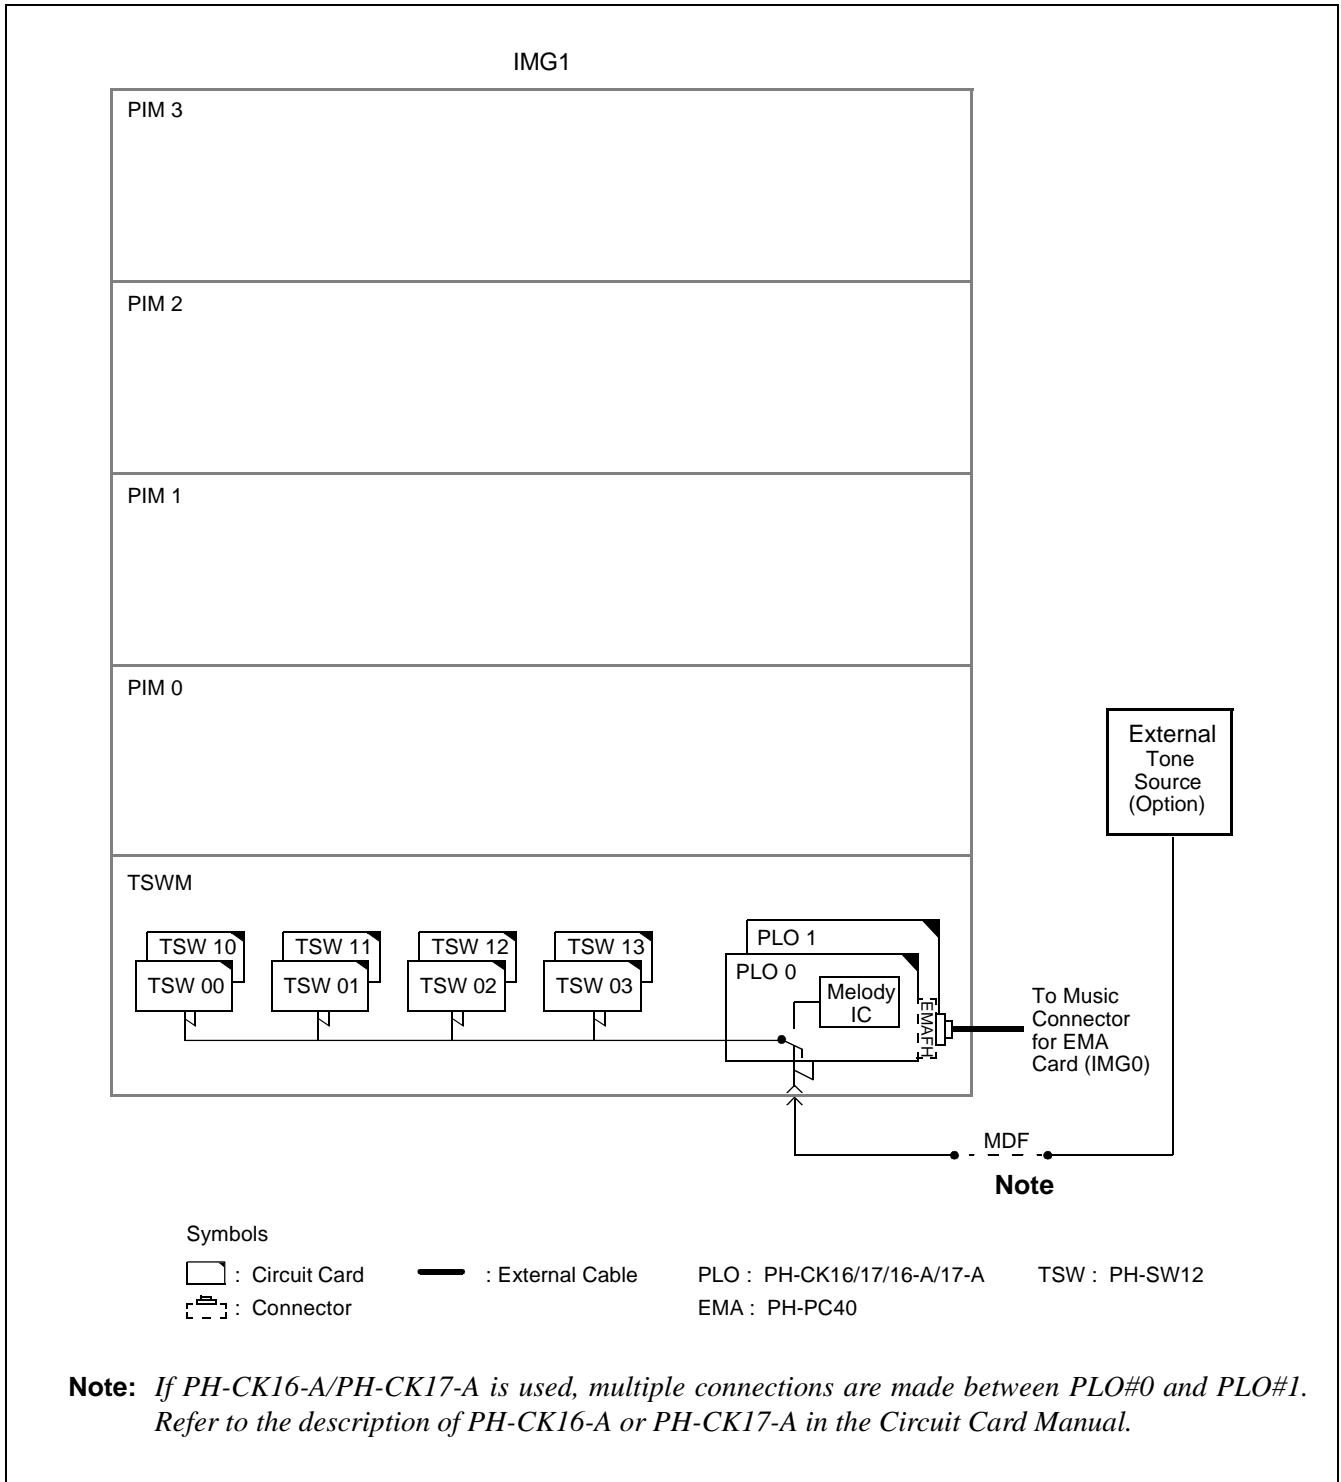 IMG1
PIM 3
PIM 2
PIM 1
PIM 0
External
Tone
Source
(Option)
TSWM
TSW 10
TSW 11
TSW 12
TSW 13
PLO 1
TSW 00
TSW 01
TSW 02
TSW 03
PLO 0
Melody
IC
EMAFH
To Music
Connector
for EMA
Card (IMG0)
MDF
Note
Symbols
: Circuit Card
: External Cable
PLO : PH-CK16/17/16-A/17-A
TSW : PH-SW12
: Connector
EMA : PH-PC40
Note: If PH-CK16-A/PH-CK17-A is used, multiple connections are made between PLO#0 and PLO#1.
Refer to the description of PH-CK16-A or PH-CK17-A in the Circuit Card Manual.